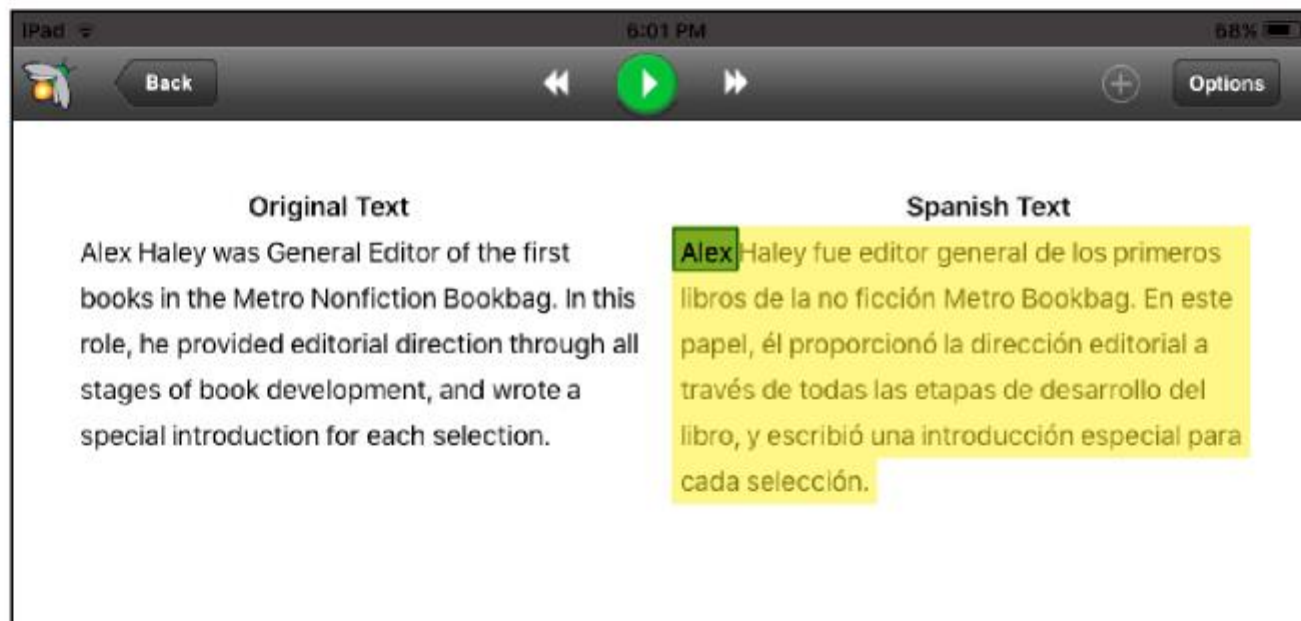 iPad 6:01 PM 68%
Back Options
Original Text
Alex Haley was General Editor of the first
books in the Metro Nonfiction Bookbag. In this
role, he provided editorial direction through all
stages of book development, and wrote a
special introduction for each selection.
Spanish Text
Alex Haley fue editor general de los primeros
libros de la no ficción Metro Bookbag. En este
papel, él proporcionó la dirección editorial a
través de todas las etapas de desarrollo del
libro, y escribió una introducción especial para
cada selección.